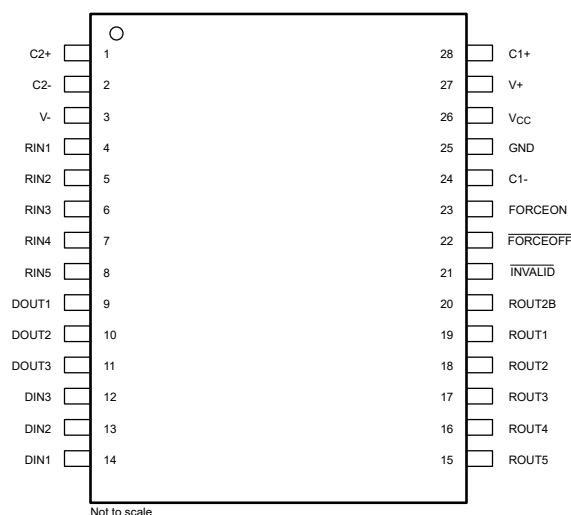 C2+ 1 28 C1+
C2- 2 27 V+
V- 3 26 VCC
RIN1 4 25 GND
RIN2 5 24 C1-
RIN3 6 23 FORCEON
RIN4 7 22 FORCEOFF
RIN5 8 21 INVALID
DOUT1 9 20 ROUT2B
DOUT2 10 19 ROUT1
DOUT3 11 18 ROUT2
DIN3 12 17 ROUT3
DIN2 13 16 ROUT4
DIN1 14 15 ROUT5
Not to scale